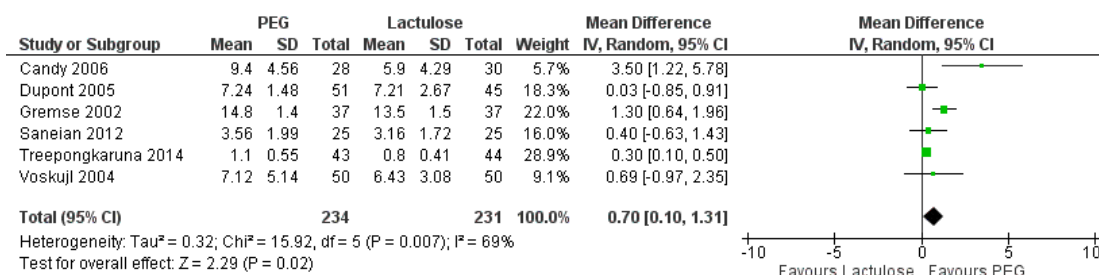 PEG Lactulose Mean Difference Mean Difference
Study or Subgroup Mean SD Total Mean SD Total Weight IV, Random, 95% CI IV, Random, 95% CI
Candy 2006 9.4 4.56 28 5.9 4.29 30 5.7% 3.50 [1.22, 5.78]
Dupont 2005 7.24 1.48 51 7.21 2.67 45 18.3% 0.03 [-0.85, 0.91]
Gremse 2002 14.8 1.4 37 13.5 1.5 37 22.0% 1.30 [0.64, 1.96]
Saneian 2012 3.56 1.99 25 3.16 1.72 25 16.0% 0.40 [-0.63, 1.43]
Treepongkaruna 2014 1.1 0.55 43 0.8 0.41 44 28.9% 0.30 [0.10, 0.50]
Voskujl 2004 7.12 5.14 50 6.43 3.08 50 9.1% 0.69 [-0.97, 2.35]
Total (95% CI) 234 231 100.0% 0.70 [0.10, 1.31]
Heterogeneity: Tau² = 0.32; Chi² = 15.92, df = 5 (P = 0.007); I² = 69%
Test for overall effect: Z = 2.29 (P = 0.02)
-10 -5 0 5 10
Favours Lactulose Favours PEG